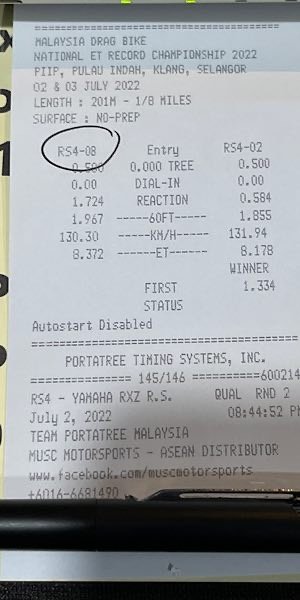 MALAYSIA DRAG BIKE
NATIONAL ET RECORD CHAMPIONSHIP 2022
PIIP, PULAU INDAH, KLANG, SELANGOR
02 & 03 JULY 2022
LENGTH : 201M - 1/8 MILES
SURFACE : NO-PREP
RS4-08 Entry RS4-02
0.500 0.000 TREE 0.500
0.00 DIAL-IN 0.00
1.724 REACTION 0.584
1.967 -----60FT----- 1.855
130.30 -----KM/H----- 131.94
8.372 ------ET------ 8.178
WINNER
FIRST 1.334
STATUS
Autostart Disabled
PORTATREE TIMING SYSTEMS, INC.
============== 145/146 ==========600214
RS4 - YAHAHA RXZ R.S. QUAL RND 2
July 2, 2022 08:44:52 PM
TEAM PORTATREE MALAYSIA
MUSC MOTORSPORTS - ASEAN DISTRIBUTOR
www.facebook.com/muscmotorsports
+6016-6681490